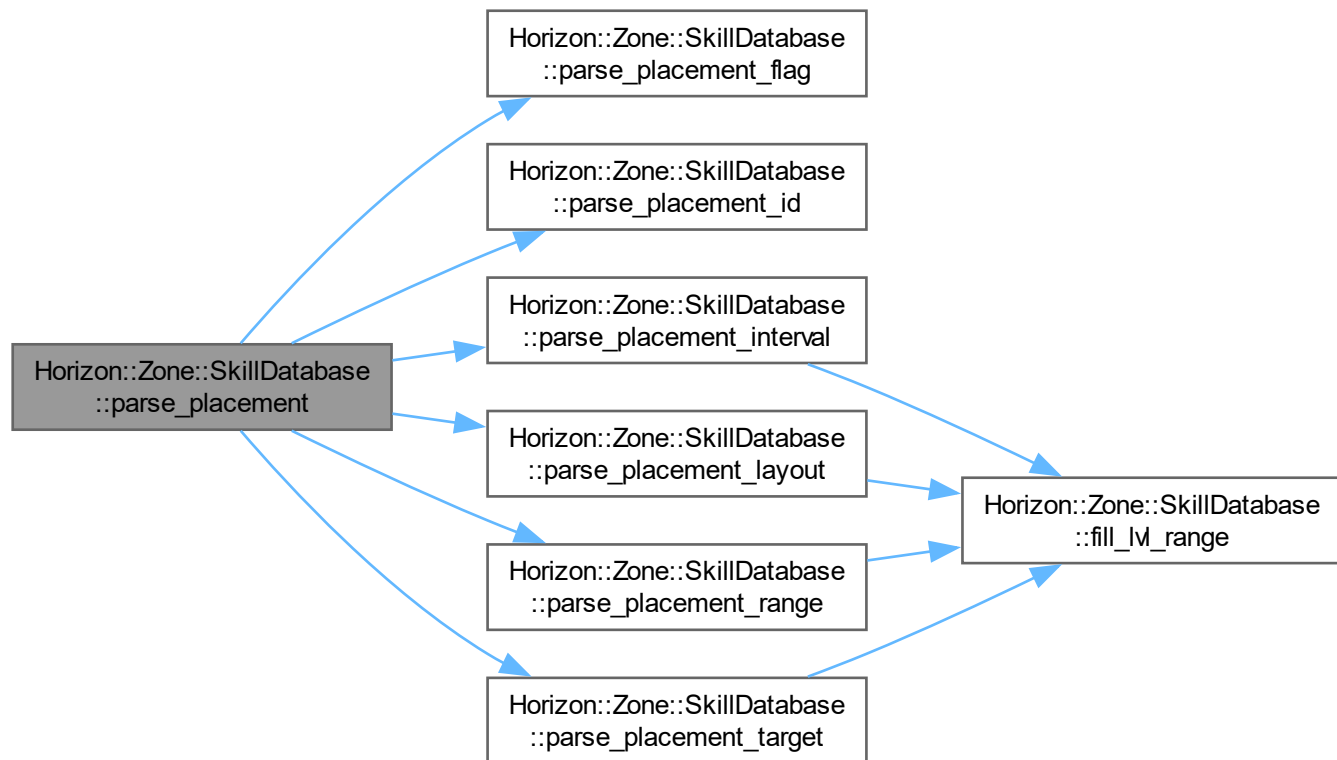 Horizon::Zone::SkillDatabase
::parse_placement_flag
Horizon::Zone::SkillDatabase
::parse_placement_id
Horizon::Zone::SkillDatabase
::parse_placement_interval
Horizon::Zone::SkillDatabase
::parse_placement
Horizon::Zone::SkillDatabase
::parse_placement_layout
Horizon::Zone::SkillDatabase
::fill_lvl_range
Horizon::Zone::SkillDatabase
::parse_placement_range
Horizon::Zone::SkillDatabase
::parse_placement_target